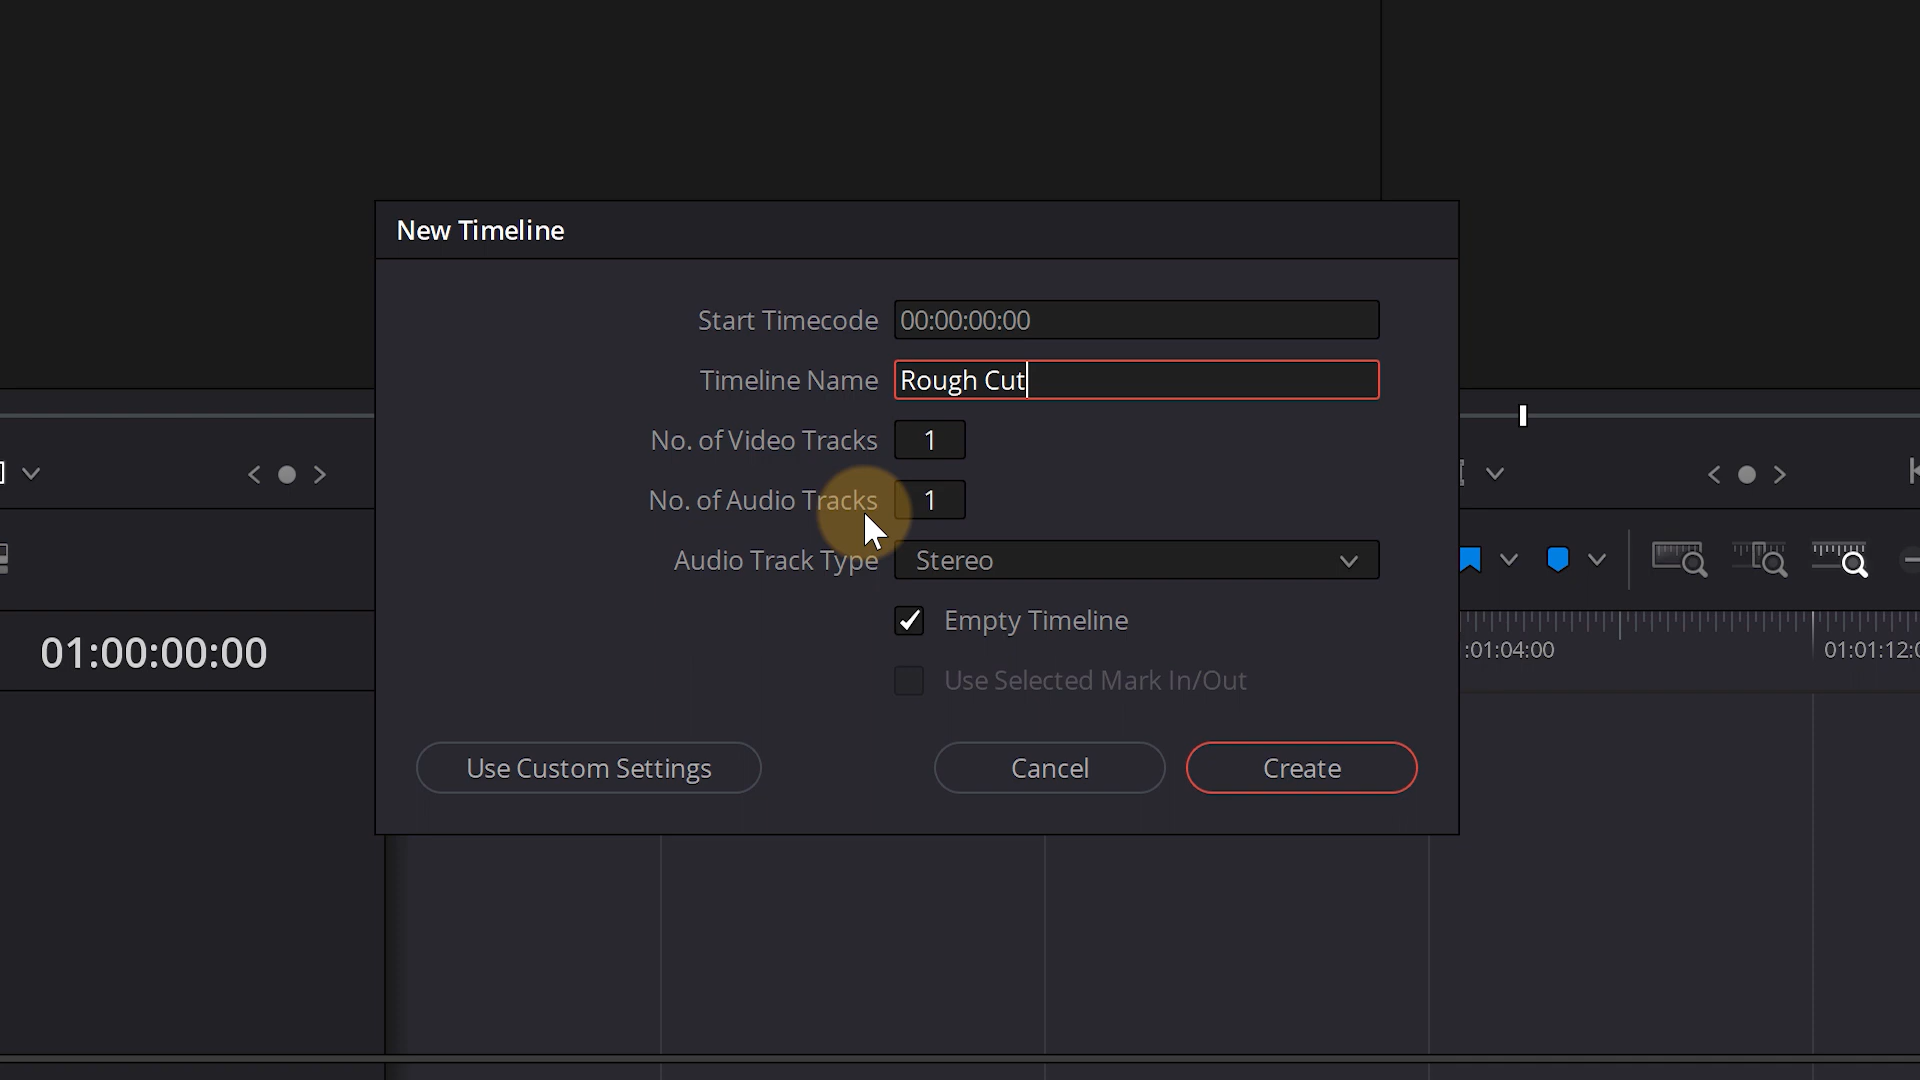 New Timeline
Start Timecode 00:00:00:00
Timeline Name Rough Cut
No. of Video Tracks 1
No. of Audio Tracks 1
Audio Track Type Stereo
Empty Timeline
Use Selected Mark In/Out
Use Custom Settings Cancel Create
01:00:00:00
:01:04:00
01:01:12:0